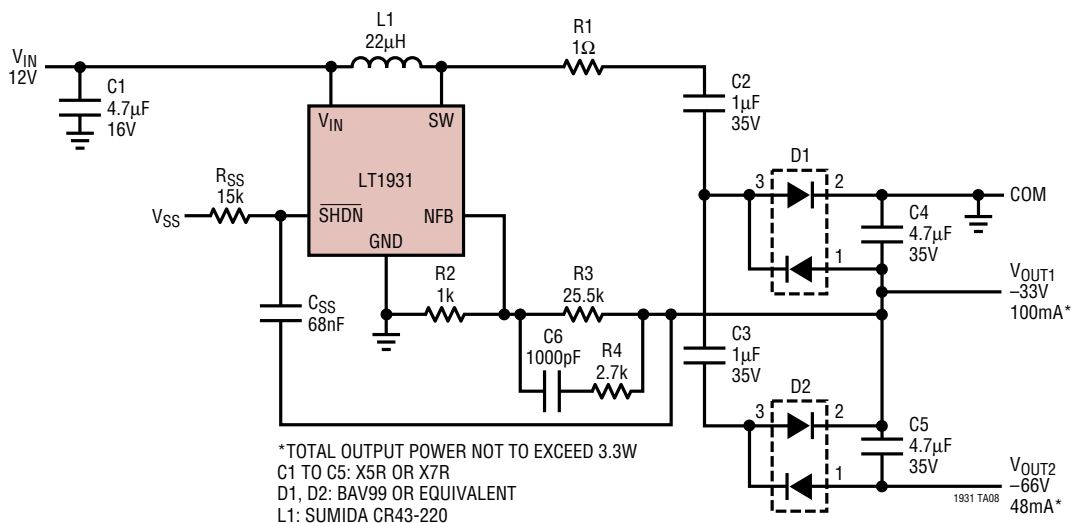 VIN
12V
C1
4.7µF
16V
L1
22µH
R1
1Ω
C2
1µF
35V
VIN
SW
LT1931
SHDN
NFB
GND
RSS
15k
VSS
CSS
68nF
R2
1k
R3
25.5k
C6
1000pF
R4
2.7k
D1
3
2
1
COM
C4
4.7µF
35V
VOUT1
–33V
100mA*
C3
1µF
35V
D2
3
2
1
C5
4.7µF
35V
VOUT2
–66V
48mA*
1931 TA08
*TOTAL OUTPUT POWER NOT TO EXCEED 3.3W
C1 TO C5: X5R OR X7R
D1, D2: BAV99 OR EQUIVALENT
L1: SUMIDA CR43-220